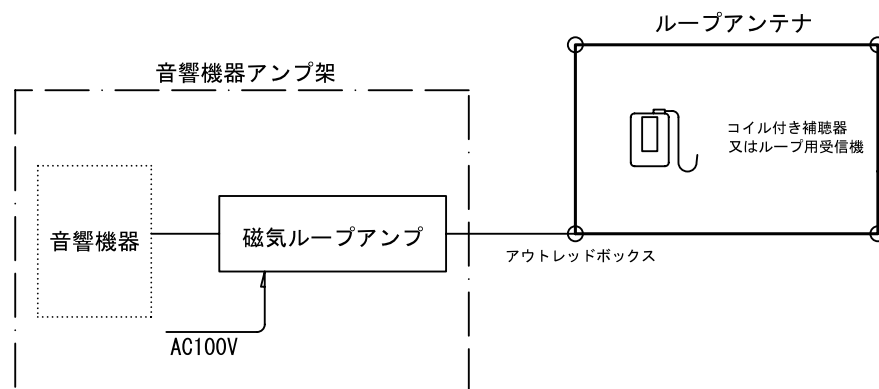 ループアンテナ
音響機器アンプ架
コイル付き補聴器
又はループ用受信機
音響機器
磁気ループアンプ
アウトレッドボックス
AC100V